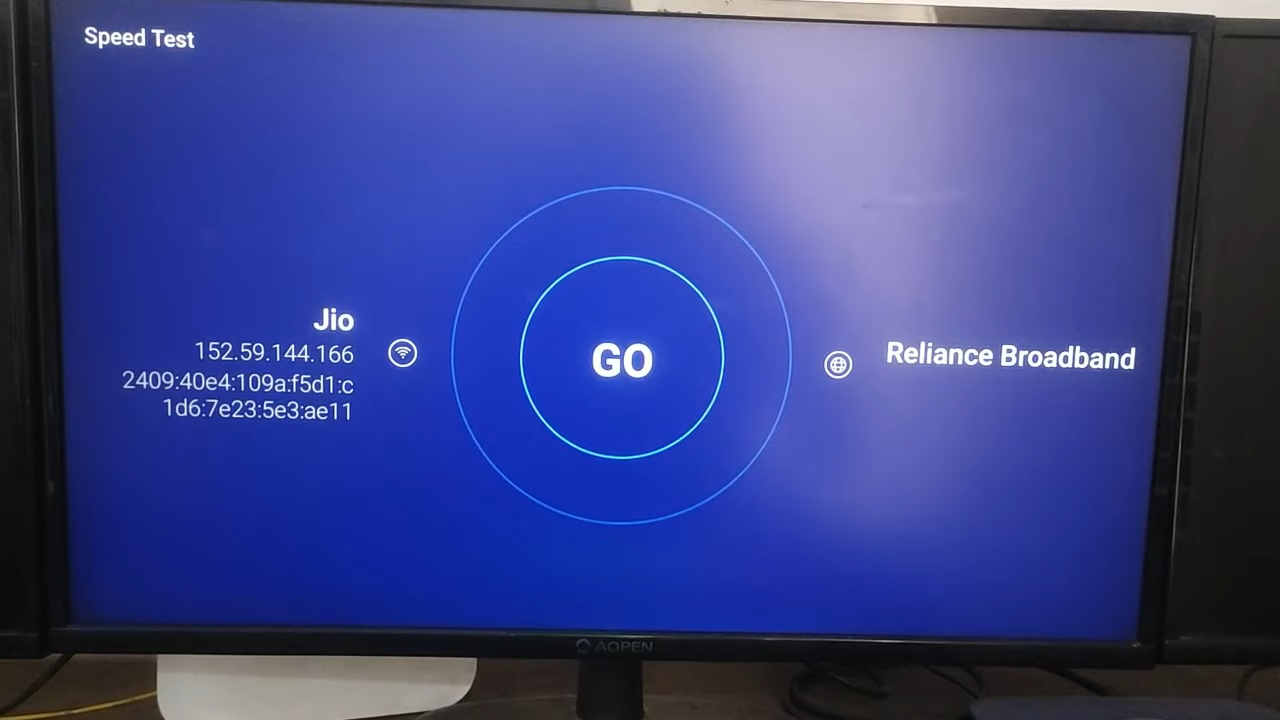 Speed Test
Jio
152.59.144.166
2409:40e4:109a:f5d1:c
1d6:7e23:5e3:ae11
GO
Reliance Broadband
AOPEN